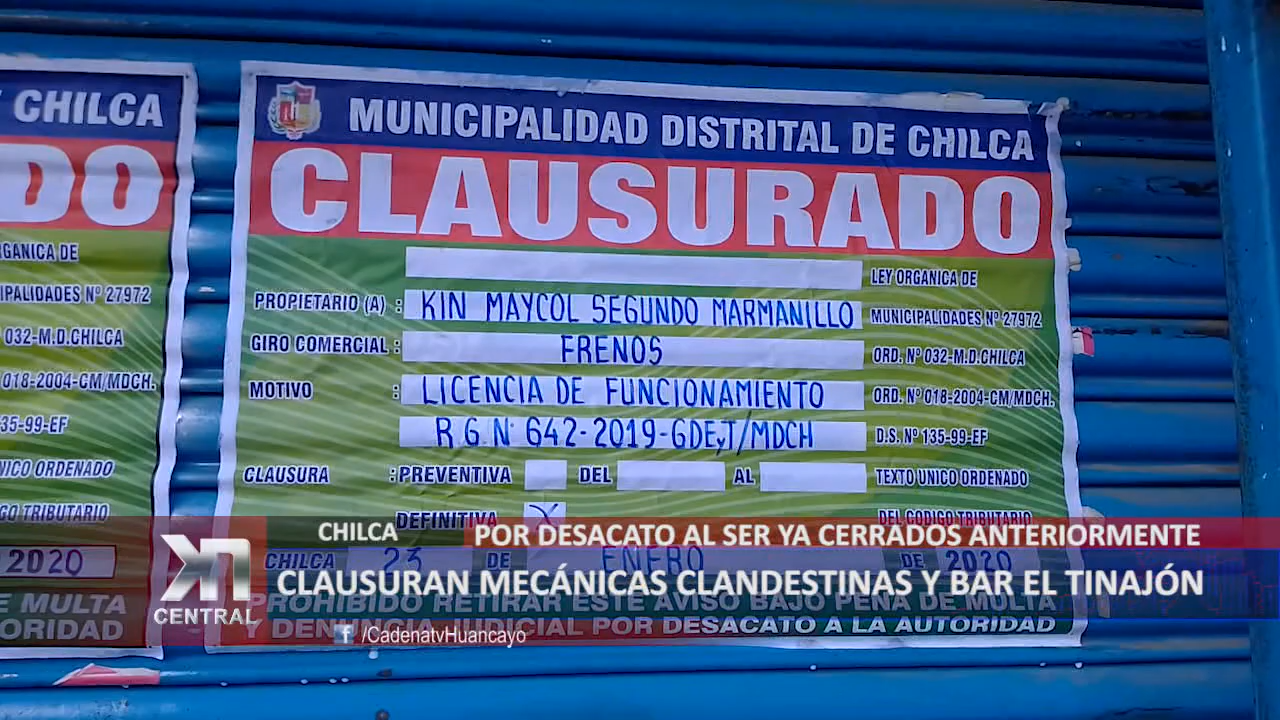 E CHILCA
DO
RGANICA DE
IPALIDADES Nº 27972
032-M.D.CHILCA
018-2004-CM/MDCH.
35-99-EF
NICO ORDENADO
GO TRIBUTARIO
2020
E MULTA
ORIDAD
MUNICIPALIDAD DISTRITAL DE CHILCA
CLAUSURADO
LEY ORGANICA DE
PROPIETARIO (A) : KIN MAYCOL SEGUNDO MARMANILLO MUNICIPALIDADES Nº 27972
GIRO COMERCIAL : FRENOS ORD. Nº 032-M.D.CHILCA
MOTIVO : LICENCIA DE FUNCIONAMIENTO ORD. Nº 018-2004-CM/MDCH.
R.G.Nº 642-2019-GDEyT/MDCH D.S. Nº 135-99-EF
CLAUSURA : PREVENTIVA DEL AL TEXTO UNICO ORDENADO
DEFINITIVA X DEL CODIGO TRIBUTARIO
CHILCA 23 DE ENERO DE 2020
PROHIBIDO RETIRAR ESTE AVISO BAJO PENA DE MULTA
Y DENUNCIA JUDICIAL POR DESACATO A LA AUTORIDAD
CHILCA POR DESACATO AL SER YA CERRADOS ANTERIORMENTE
CLAUSURAN MECÁNICAS CLANDESTINAS Y BAR EL TINAJÓN
CENTRAL
/CadenatvHuancayo